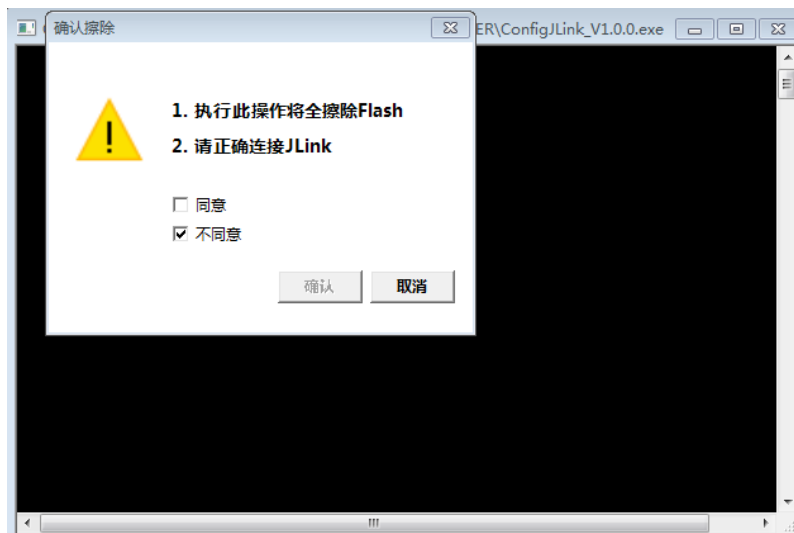 确认擦除
ER\ConfigJLink_V1.0.0.exe
1. 执行此操作将全擦除Flash
2. 请正确连接JLink
同意
不同意
确认
取消